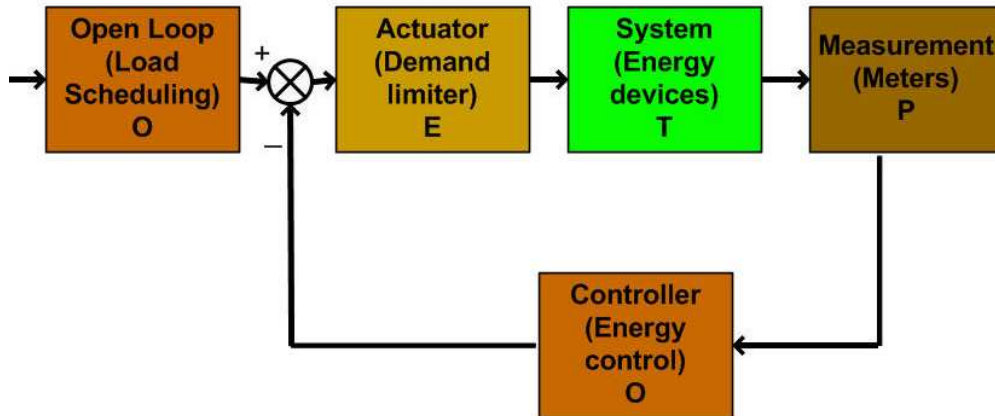 Open Loop
(Load
Scheduling)
O
+
−
Actuator
(Demand
limiter)
E
System
(Energy
devices)
T
Measurement
(Meters)
P
Controller
(Energy
control)
O